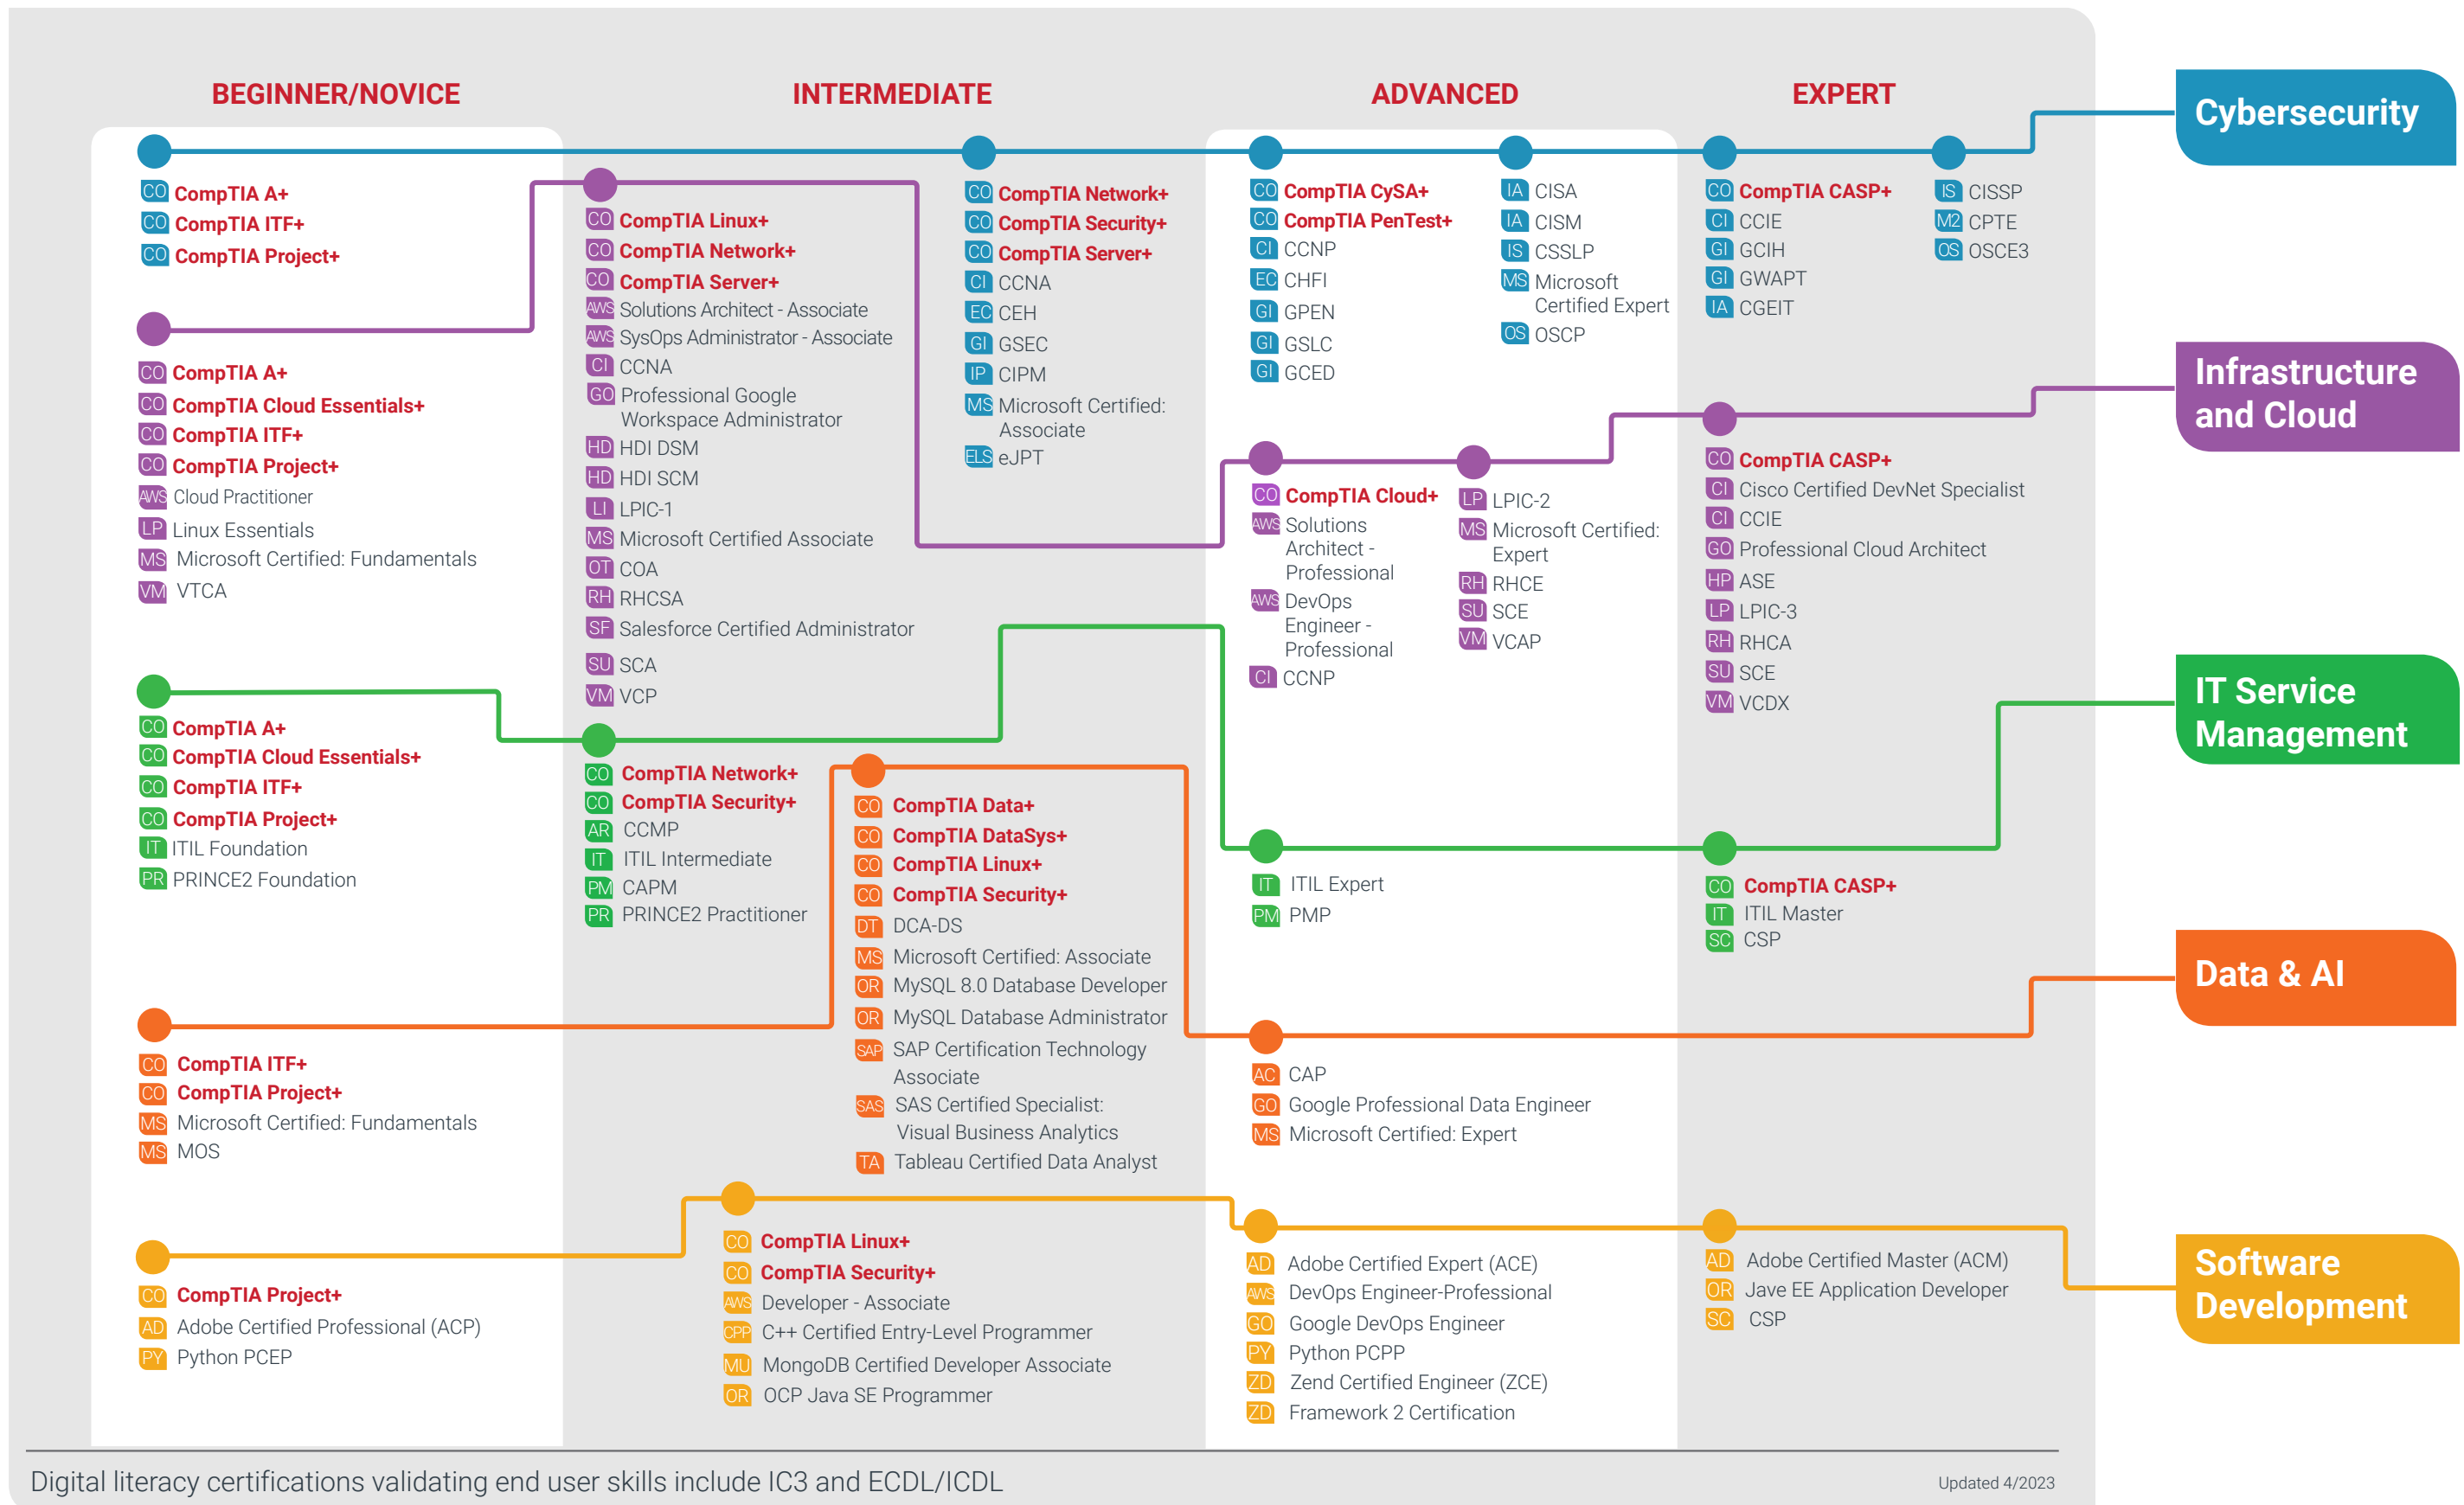 BEGINNER/NOVICE
INTERMEDIATE
ADVANCED
EXPERT
Cybersecurity
CO CompTIA A+
CO CompTIA ITF+
CO CompTIA Project+
CO CompTIA Network+
CO CompTIA Security+
CO CompTIA Server+
CI CCNA
EC CEH
GI GSEC
IP CIPM
MS Microsoft Certified:
Associate
ELS eJPT
CO CompTIA CySA+
CO CompTIA PenTest+
CI CCNP
EC CHFI
GI GPEN
GI GSLC
GI GCED
IA CISA
IA CISM
IS CSSLP
MS Microsoft
Certified Expert
OS OSCP
CO CompTIA CASP+
CI CCIE
GI GCIH
GI GWAPT
IA CGEIT
IS CISSP
M2 CPTE
OS OSCE3
Infrastructure
and Cloud
CO CompTIA A+
CO CompTIA Cloud Essentials+
CO CompTIA ITF+
CO CompTIA Project+
AWS Cloud Practitioner
LP Linux Essentials
MS Microsoft Certified: Fundamentals
VM VTCA
CO CompTIA Linux+
CO CompTIA Network+
CO CompTIA Server+
AWS Solutions Architect - Associate
AWS SysOps Administrator - Associate
CI CCNA
GO Professional Google
Workspace Administrator
HD HDI DSM
HD HDI SCM
LI LPIC-1
MS Microsoft Certified Associate
OT COA
RH RHCSA
SF Salesforce Certified Administrator
SU SCA
VM VCP
CO CompTIA Cloud+
AWS Solutions
Architect -
Professional
AWS DevOps
Engineer -
Professional
CI CCNP
LP LPIC-2
MS Microsoft Certified:
Expert
RH RHCE
SU SCE
VM VCAP
CO CompTIA CASP+
CI Cisco Certified DevNet Specialist
CI CCIE
GO Professional Cloud Architect
HP ASE
LP LPIC-3
RH RHCA
SU SCE
VM VCDX
IT Service
Management
CO CompTIA A+
CO CompTIA Cloud Essentials+
CO CompTIA ITF+
CO CompTIA Project+
IT ITIL Foundation
PR PRINCE2 Foundation
CO CompTIA Network+
CO CompTIA Security+
AR CCMP
IT ITIL Intermediate
PM CAPM
PR PRINCE2 Practitioner
IT ITIL Expert
PM PMP
CO CompTIA CASP+
IT ITIL Master
SC CSP
Data & AI
CO CompTIA ITF+
CO CompTIA Project+
MS Microsoft Certified: Fundamentals
MS MOS
CO CompTIA Data+
CO CompTIA DataSys+
CO CompTIA Linux+
CO CompTIA Security+
DT DCA-DS
MS Microsoft Certified: Associate
OR MySQL 8.0 Database Developer
OR MySQL Database Administrator
SAP SAP Certification Technology
Associate
SAS SAS Certified Specialist:
Visual Business Analytics
TA Tableau Certified Data Analyst
AC CAP
GO Google Professional Data Engineer
MS Microsoft Certified: Expert
Software
Development
CO CompTIA Project+
AD Adobe Certified Professional (ACP)
PY Python PCEP
CO CompTIA Linux+
CO CompTIA Security+
AWS Developer - Associate
CPP C++ Certified Entry-Level Programmer
MU MongoDB Certified Developer Associate
OR OCP Java SE Programmer
AD Adobe Certified Expert (ACE)
AWS DevOps Engineer-Professional
GO Google DevOps Engineer
PY Python PCPP
ZD Zend Certified Engineer (ZCE)
ZD Framework 2 Certification
AD Adobe Certified Master (ACM)
OR Jave EE Application Developer
SC CSP
Digital literacy certifications validating end user skills include IC3 and ECDL/ICDL
Updated 4/2023